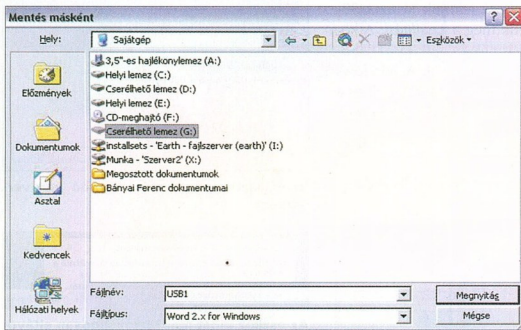 Mentés másként
Hely: Sajátgép Eszközök
3,5"-es hajlékonylemez (A:)
Helyi lemez (C:)
Cserélhető lemez (D:)
Helyi lemez (E:)
CD-meghajtó (F:)
Cserélhető lemez (G:)
installsets - 'Earth - fajlszerver (earth)' (I:)
Munka - 'Szerver2' (X:)
Megosztott dokumentumok
Bányai Ferenc dokumentumai
Előzmények
Dokumentumok
Asztal
Kedvencek
Hálózati helyek
Fájlnév: USB1 Megnyitás
Fájltípus: Word 2.x for Windows Mégse